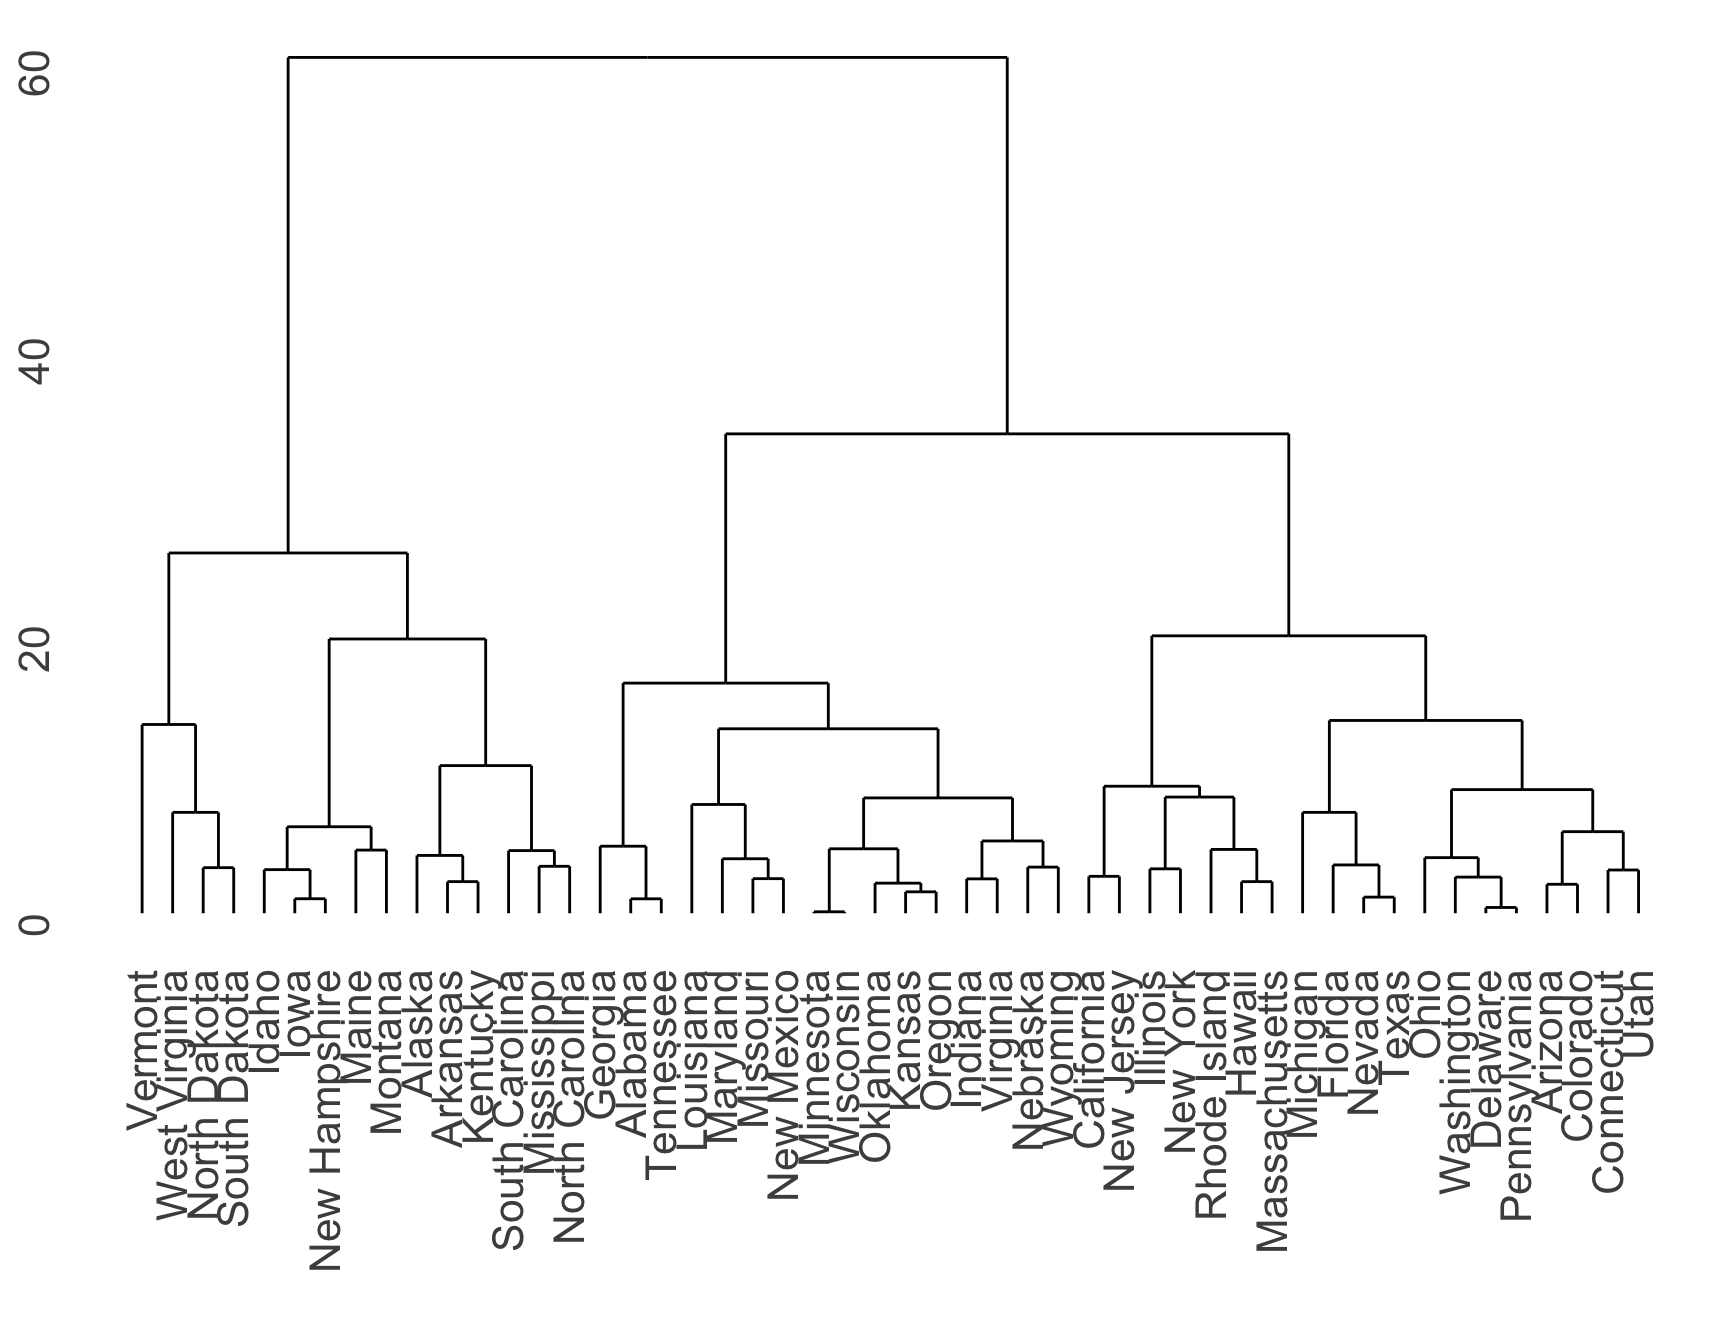 60
40
20
0
Vermont
West Virginia
North Dakota
South Dakota
Idaho
Iowa
New Hampshire
Maine
Montana
Alaska
Arkansas
Kentucky
South Carolina
Mississippi
North Carolina
Georgia
Alabama
Tennessee
Louisiana
Maryland
Missouri
New Mexico
Minnesota
Wisconsin
Oklahoma
Kansas
Oregon
Indiana
Virginia
Nebraska
Wyoming
California
New Jersey
Illinois
New York
Rhode Island
Hawaii
Massachusetts
Michigan
Florida
Nevada
Texas
Ohio
Washington
Delaware
Pennsylvania
Arizona
Colorado
Connecticut
Utah